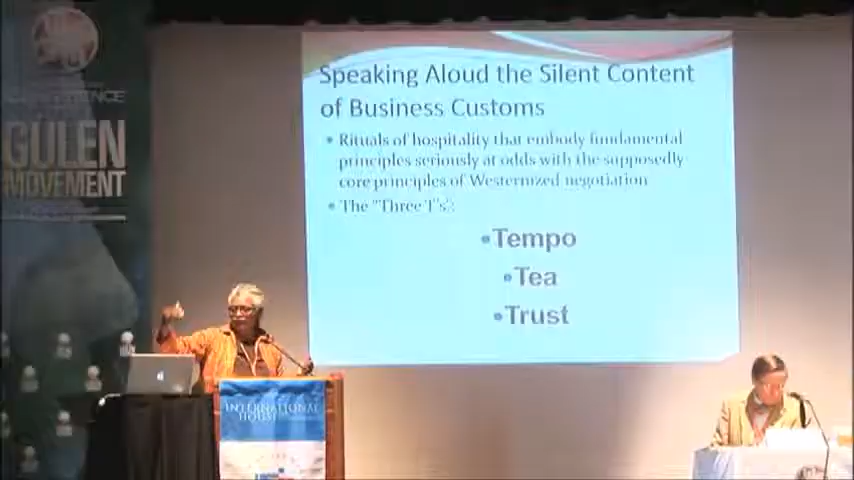 Speaking Aloud the Silent Content
of Business Customs
• Rituals of hospitality that embody fundamental
principles seriously at odds with the supposedly
core principles of Westernized negotiation
• The "Three T's":
•Tempo
•Tea
•Trust
GULEN
MOVEMENT
INTERNATIONAL
HOUSE